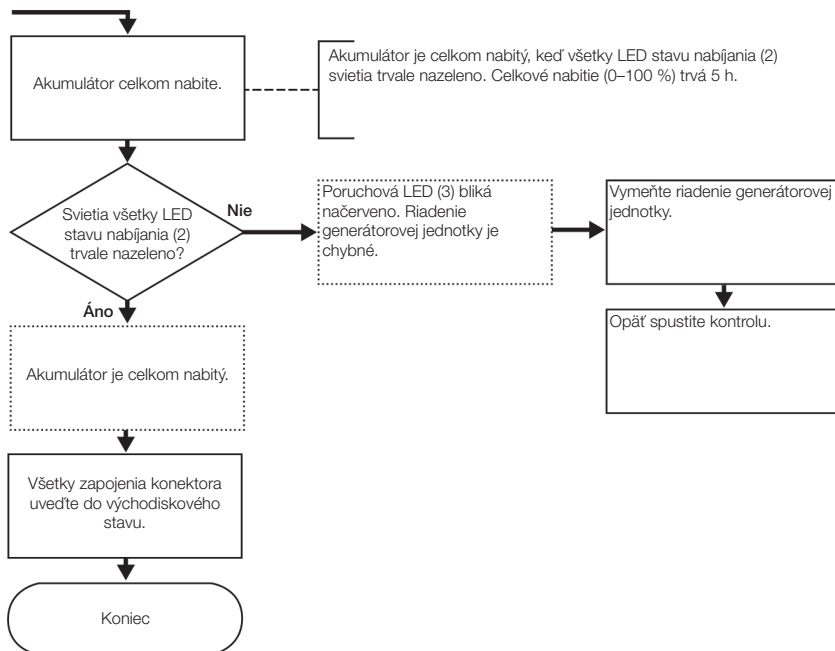 Akumulátor celkom nabite.
Akumulátor je celkom nabitý, keď všetky LED stavu nabíjania (2)
svietia trvale nazeleno. Celkové nabitie (0–100 %) trvá 5 h.
Svietia všetky LED
stavu nabíjania (2)
trvale nazeleno?
Nie
Poruchová LED (3) bliká
načerveno. Riadenie
generátorovej jednotky je
chybné.
Vymeňte riadenie generátorovej
jednotky.
Opäť spustite kontrolu.
Áno
Akumulátor je celkom nabitý.
Všetky zapojenia konektora
uveďte do východiskového
stavu.
Koniec